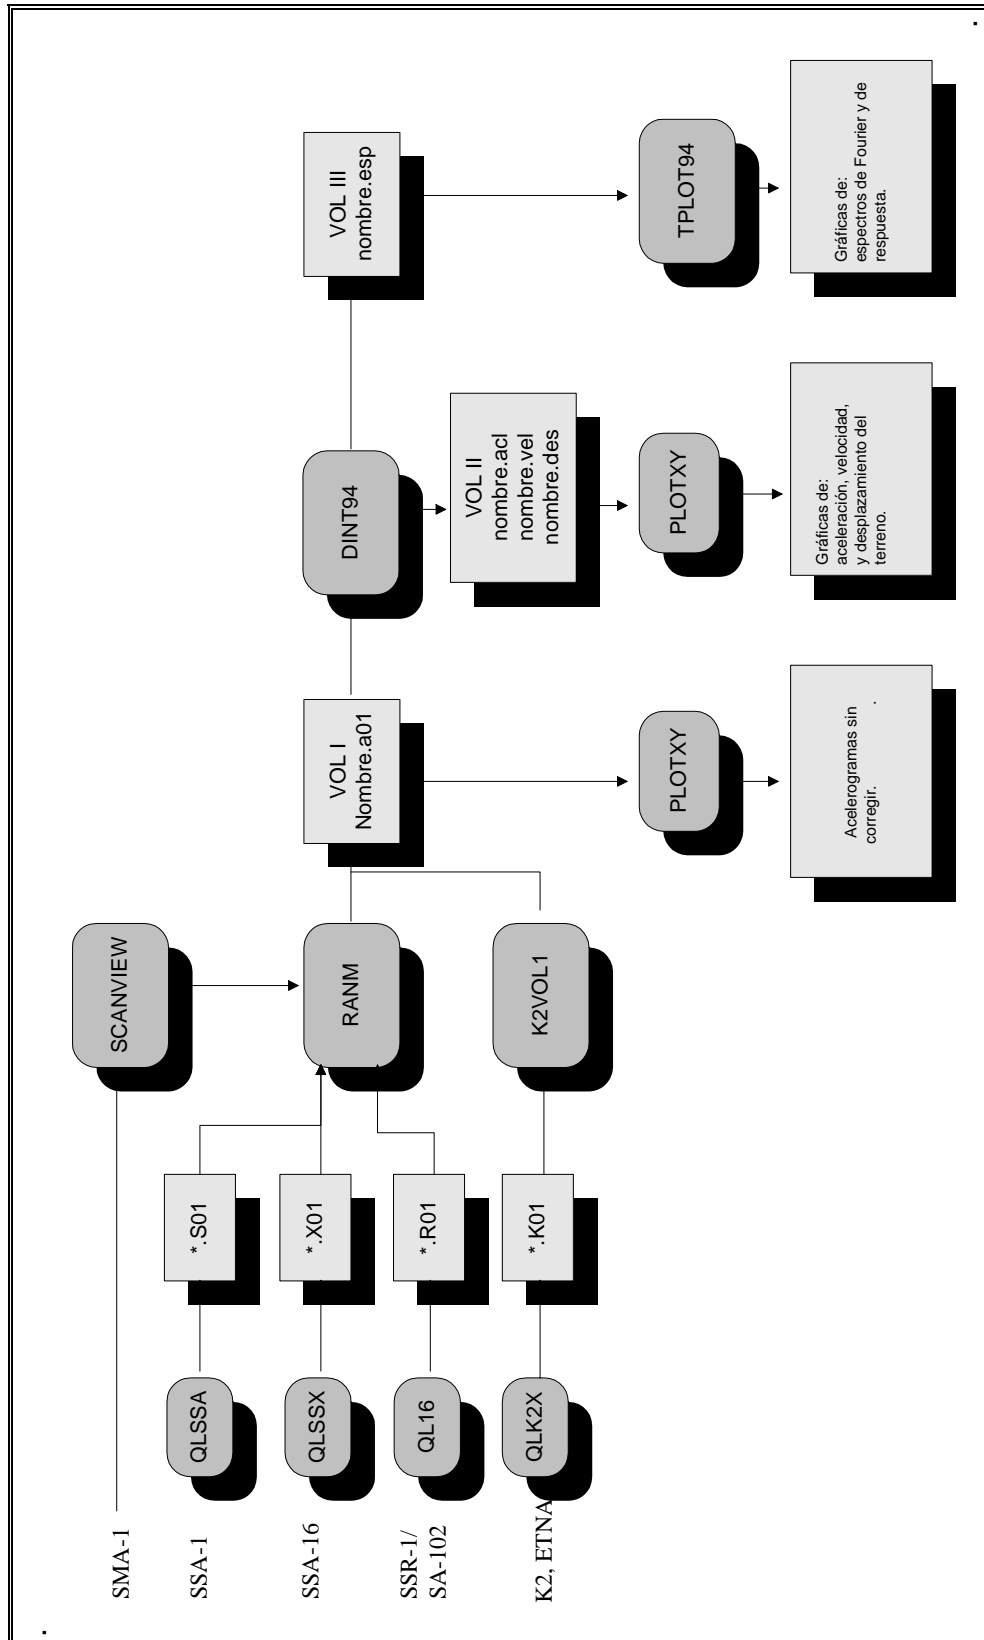 SMA-1
SSA-1
SSA-16
SSR-1/
SA-102
K2, ETNA
QLSSA
QLSSX
QL16
QLK2X
*.S01
*.X01
*.R01
*.K01
SCANVIEW
RANM
K2VOL1
VOL I
Nombre.a01
PLOTXY
Acelerogramas sin
corregir. .
DINT94
VOL II
nombre.acl
nombre.vel
nombre.des
PLOTXY
Gráficas de:
aceleración, velocidad,
y desplazamiento del
terreno.
VOL III
nombre.esp
TPLOT94
Gráficas de:
espectros de Fourier y de
respuesta.